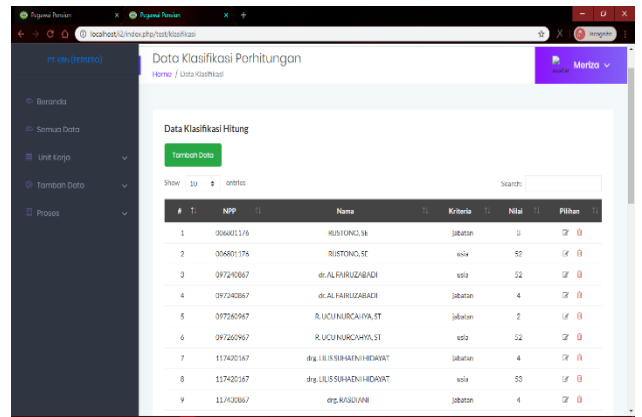 Pegawai Pensiun
Pegawai Pensiun
localhost/i2/index.php/test/klasifikasi
Incognito
PT KBN (PERSERO)
Data Klasifikasi Perhitungan
Home / Data Klasifikasi
Meriza
Beranda
Semua Data
Unit Kerja
Tambah Data
Proses
Data Klasifikasi Hitung
Tambah Data
Show 10 entries
Search:
# NPP Nama Kriteria Nilai Pilihan
1 006801176 RUSTONO, SE jabatan 3
2 006801176 RUSTONO, SE usia 52
3 097240867 dr. AL FAIRUZABADI usia 52
4 097240867 dr. AL FAIRUZABADI jabatan 4
5 097260967 R. UCU NURCAHYA, ST jabatan 2
6 097260967 R. UCU NURCAHYA, ST usia 52
7 117420167 drg. LILIS SUHAENI HIDAYAT jabatan 4
8 117420167 drg. LILIS SUHAENI HIDAYAT usia 53
9 117430867 drg. RASDIANI jabatan 4